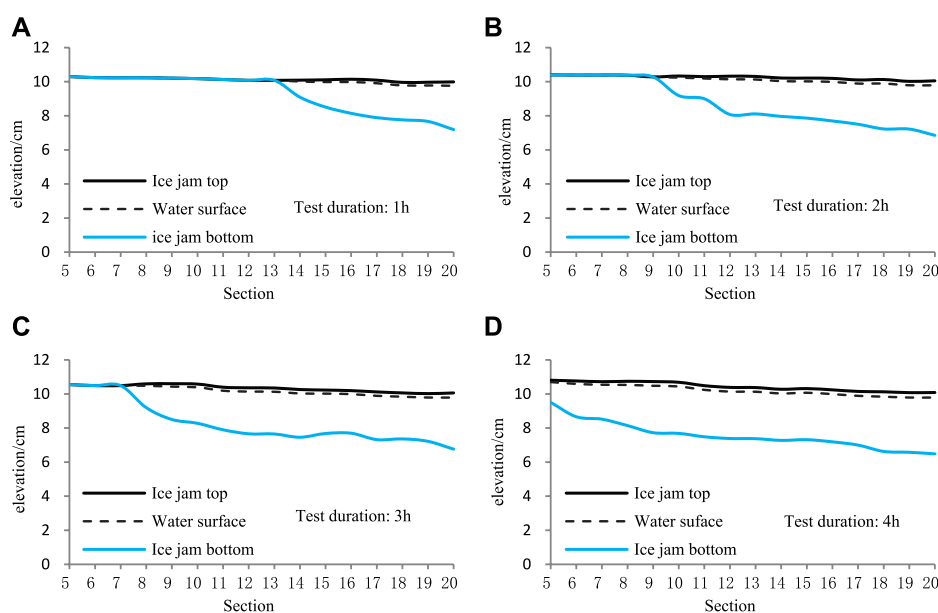 A
12
10
8
6
4
2
0
elevation/cm
Ice jam top
Water surface
ice jam bottom
Test duration: 1h
5 6 7 8 9 10 11 12 13 14 15 16 17 18 19 20
Section
B
12
10
8
6
4
2
0
elevation/cm
Ice jam top
Water surface
Ice jam bottom
Test duration: 2h
5 6 7 8 9 10 11 12 13 14 15 16 17 18 19 20
Section
C
12
10
8
6
4
2
0
elevation/cm
Ice jam top
Water surface
Ice jam bottom
Test duration: 3h
5 6 7 8 9 10 11 12 13 14 15 16 17 18 19 20
Section
D
12
10
8
6
4
2
0
elevation/cm
Ice jam top
Water suface
Ice jam bottom
Test duration: 4h
5 6 7 8 9 10 11 12 13 14 15 16 17 18 19 20
Section